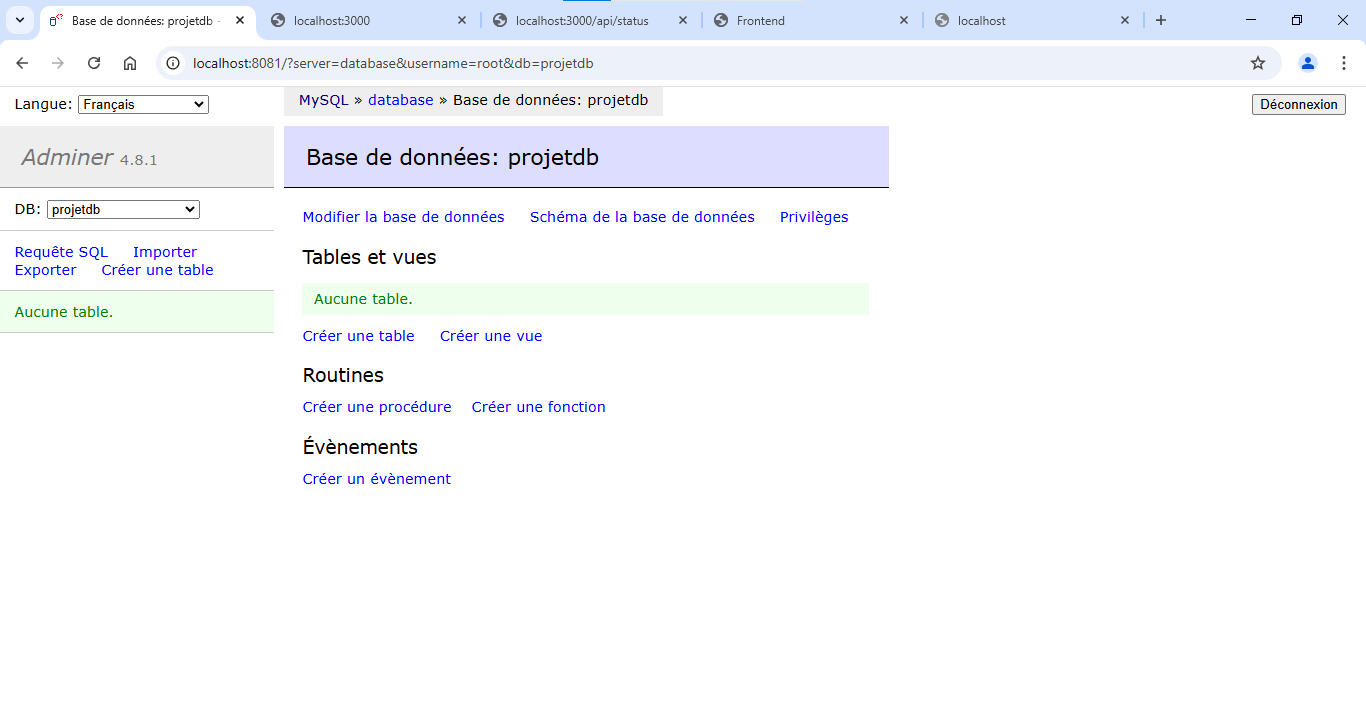 Base de données: projetdb -
localhost:3000
localhost:3000/api/status
Frontend
localhost
localhost:8081/?server=database&username=root&db=projetdb
Langue: Français
MySQL » database » Base de données: projetdb
Déconnexion
Adminer 4.8.1
Base de données: projetdb
DB: projetdb
Modifier la base de données Schéma de la base de données Privilèges
Requête SQL Importer
Exporter Créer une table
Aucune table.
Tables et vues
Aucune table.
Créer une table Créer une vue
Routines
Créer une procédure Créer une fonction
Évènements
Créer un évènement